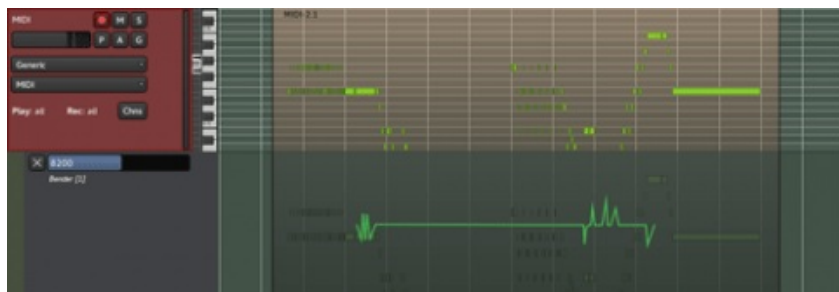 MIDI
M S
P A G
Generic
MIDI
Play: all Rec: all Chns
8200
Bender [1]
MIDI-2.1